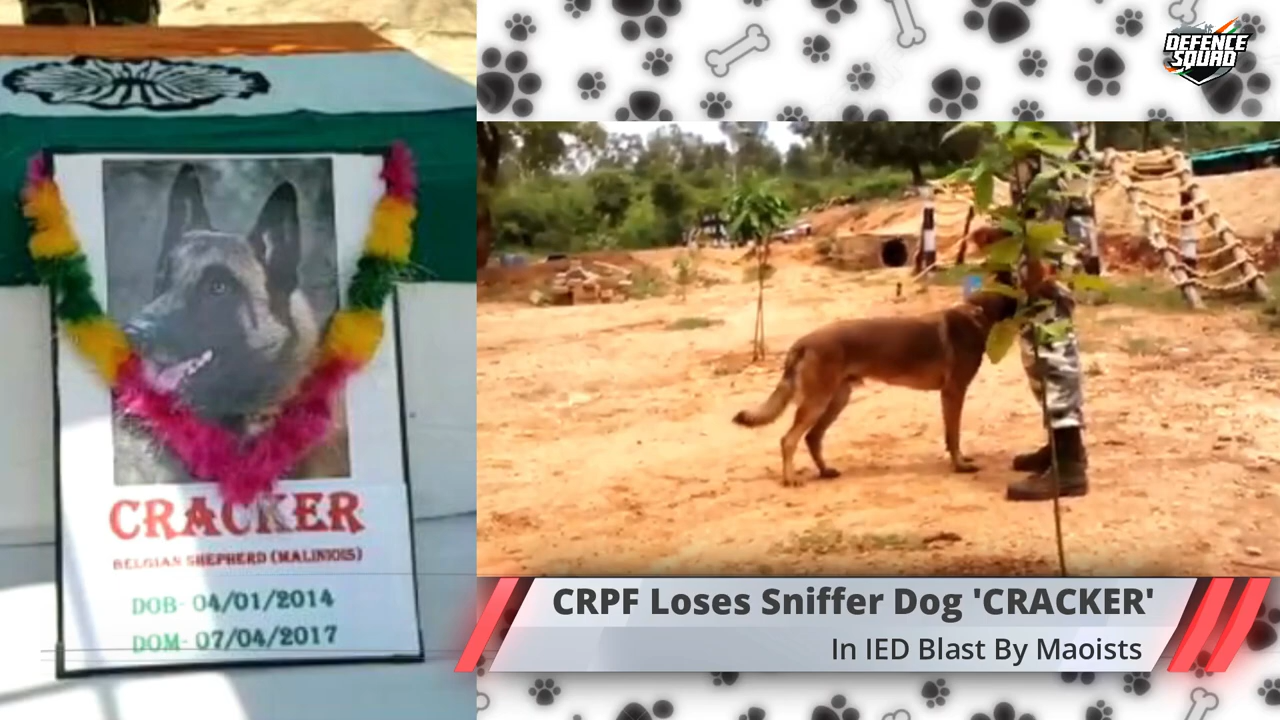 CRACKER
BELGIAN SHEPHERD (MALINIOIS)
DOB- 04/01/2014
DOM- 07/04/2017
DEFENCE
SQUAD
CRPF Loses Sniffer Dog 'CRACKER'
In IED Blast By Maoists